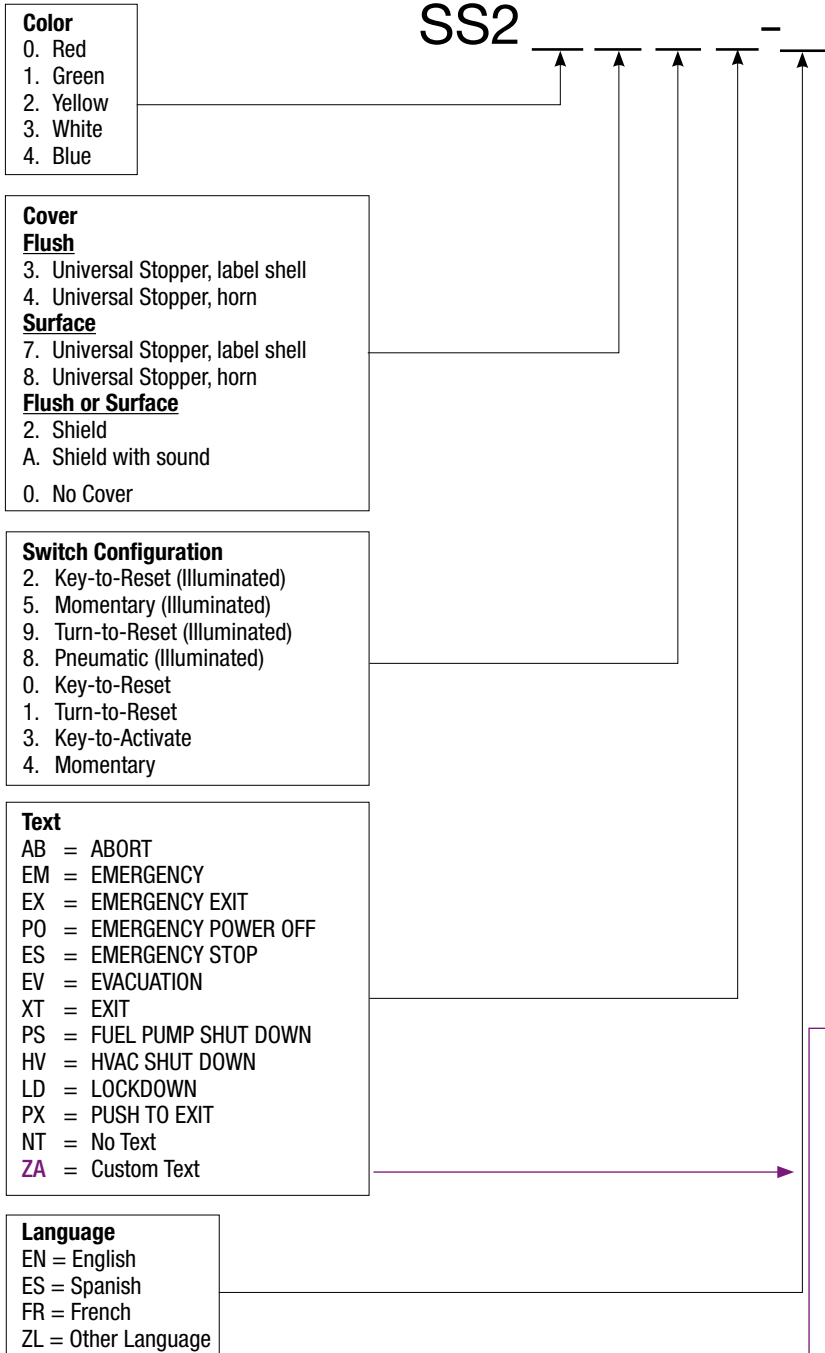 SS2 __ __ __ __ - __
Color
0. Red
1. Green
2. Yellow
3. White
4. Blue
Cover
Flush
3. Universal Stopper, label shell
4. Universal Stopper, horn
Surface
7. Universal Stopper, label shell
8. Universal Stopper, horn
Flush or Surface
2. Shield
A. Shield with sound
0. No Cover
Switch Configuration
2. Key-to-Reset (Illuminated)
5. Momentary (Illuminated)
9. Turn-to-Reset (Illuminated)
8. Pneumatic (Illuminated)
0. Key-to-Reset
1. Turn-to-Reset
3. Key-to-Activate
4. Momentary
Text
AB = ABORT
EM = EMERGENCY
EX = EMERGENCY EXIT
PO = EMERGENCY POWER OFF
ES = EMERGENCY STOP
EV = EVACUATION
XT = EXIT
PS = FUEL PUMP SHUT DOWN
HV = HVAC SHUT DOWN
LD = LOCKDOWN
PX = PUSH TO EXIT
NT = No Text
ZA = Custom Text
Language
EN = English
ES = Spanish
FR = French
ZL = Other Language